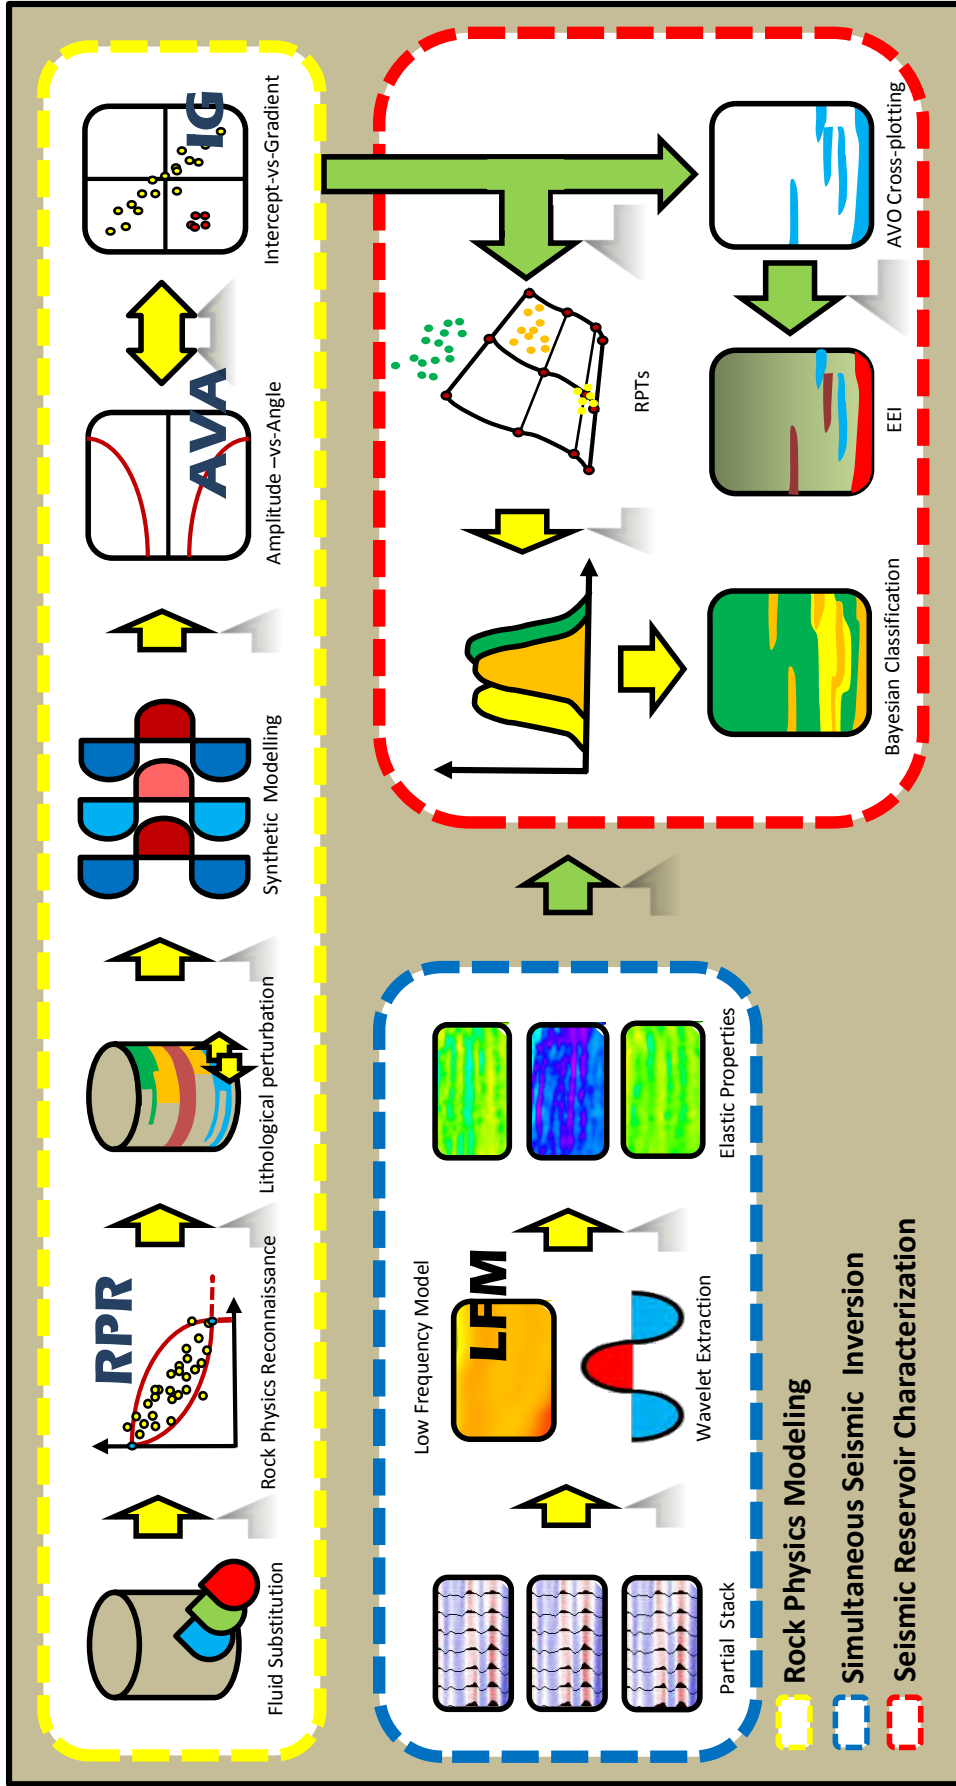 RPR
AVA
IG
Fluid Substitution
Rock Physics Reconnaissance
Lithological perturbation
Synthetic Modelling
Amplitude –vs-Angle
Intercept-vs-Gradient
Low Frequency Model
LFM
Partial Stack
Wavelet Extraction
Elastic Properties
RPTs
Bayesian Classification
EEI
AVO Cross-plotting
Rock Physics Modeling
Simultaneous Seismic Inversion
Seismic Reservoir Characterization